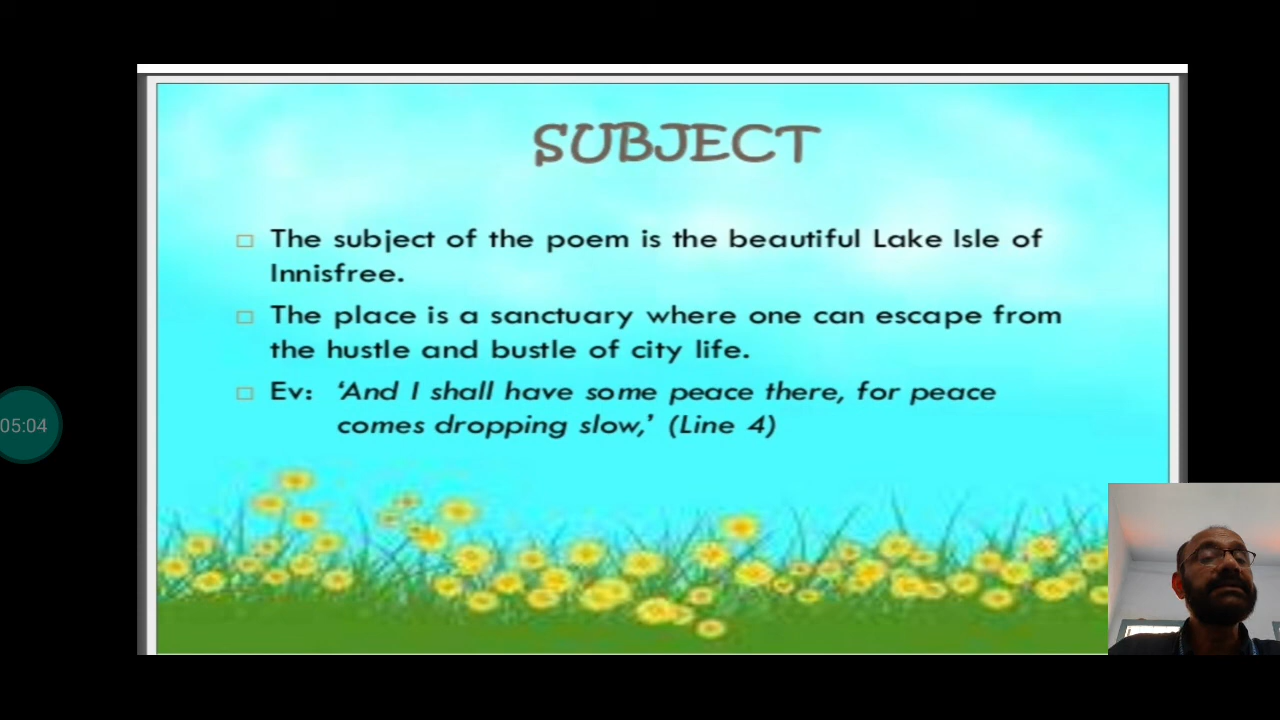 SUBJECT
The subject of the poem is the beautiful Lake Isle of
Innisfree.
The place is a sanctuary where one can escape from
the hustle and bustle of city life.
Ev: ‘And I shall have some peace there, for peace
comes dropping slow,’ (Line 4)
05:04